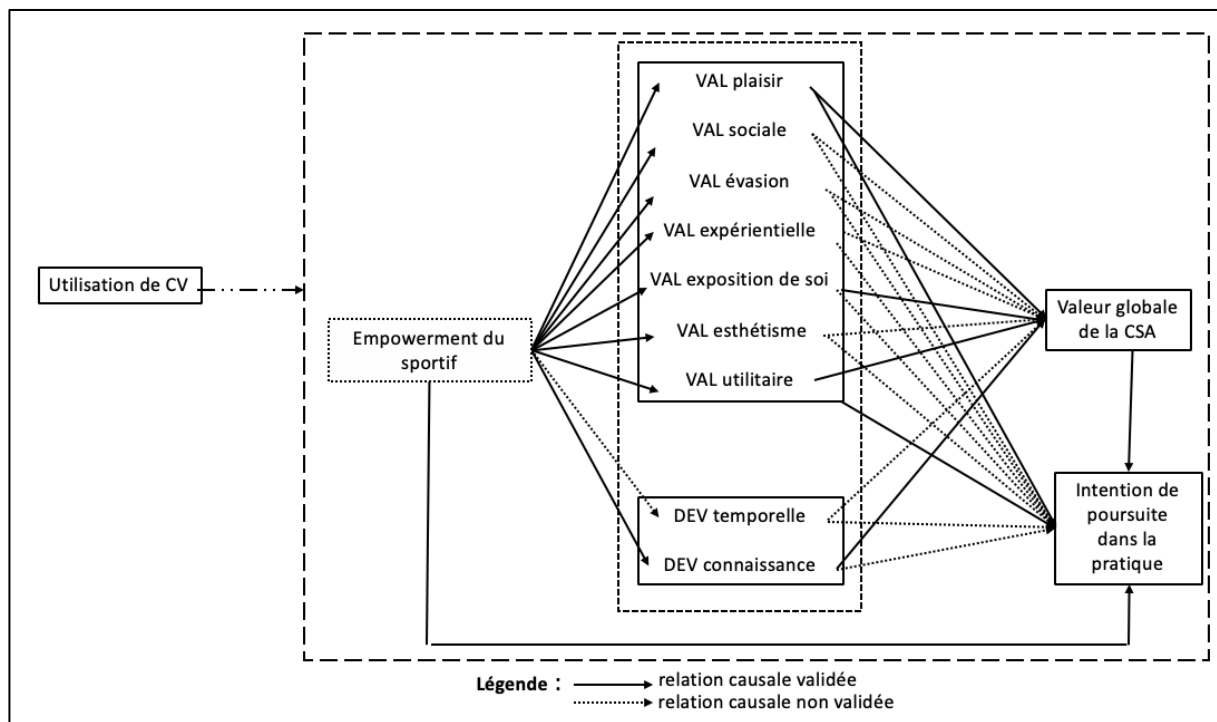 VAL plaisir
VAL sociale
VAL évasion
VAL expérientielle
VAL exposition de soi
VAL esthétisme
VAL utilitaire
DEV temporelle
DEV connaissance
Utilisation de CV
Empowerment du
sportif
Valeur globale
de la CSA
Intention de
poursuite
dans la
pratique
Légende :
relation causale validée
relation causale non validée